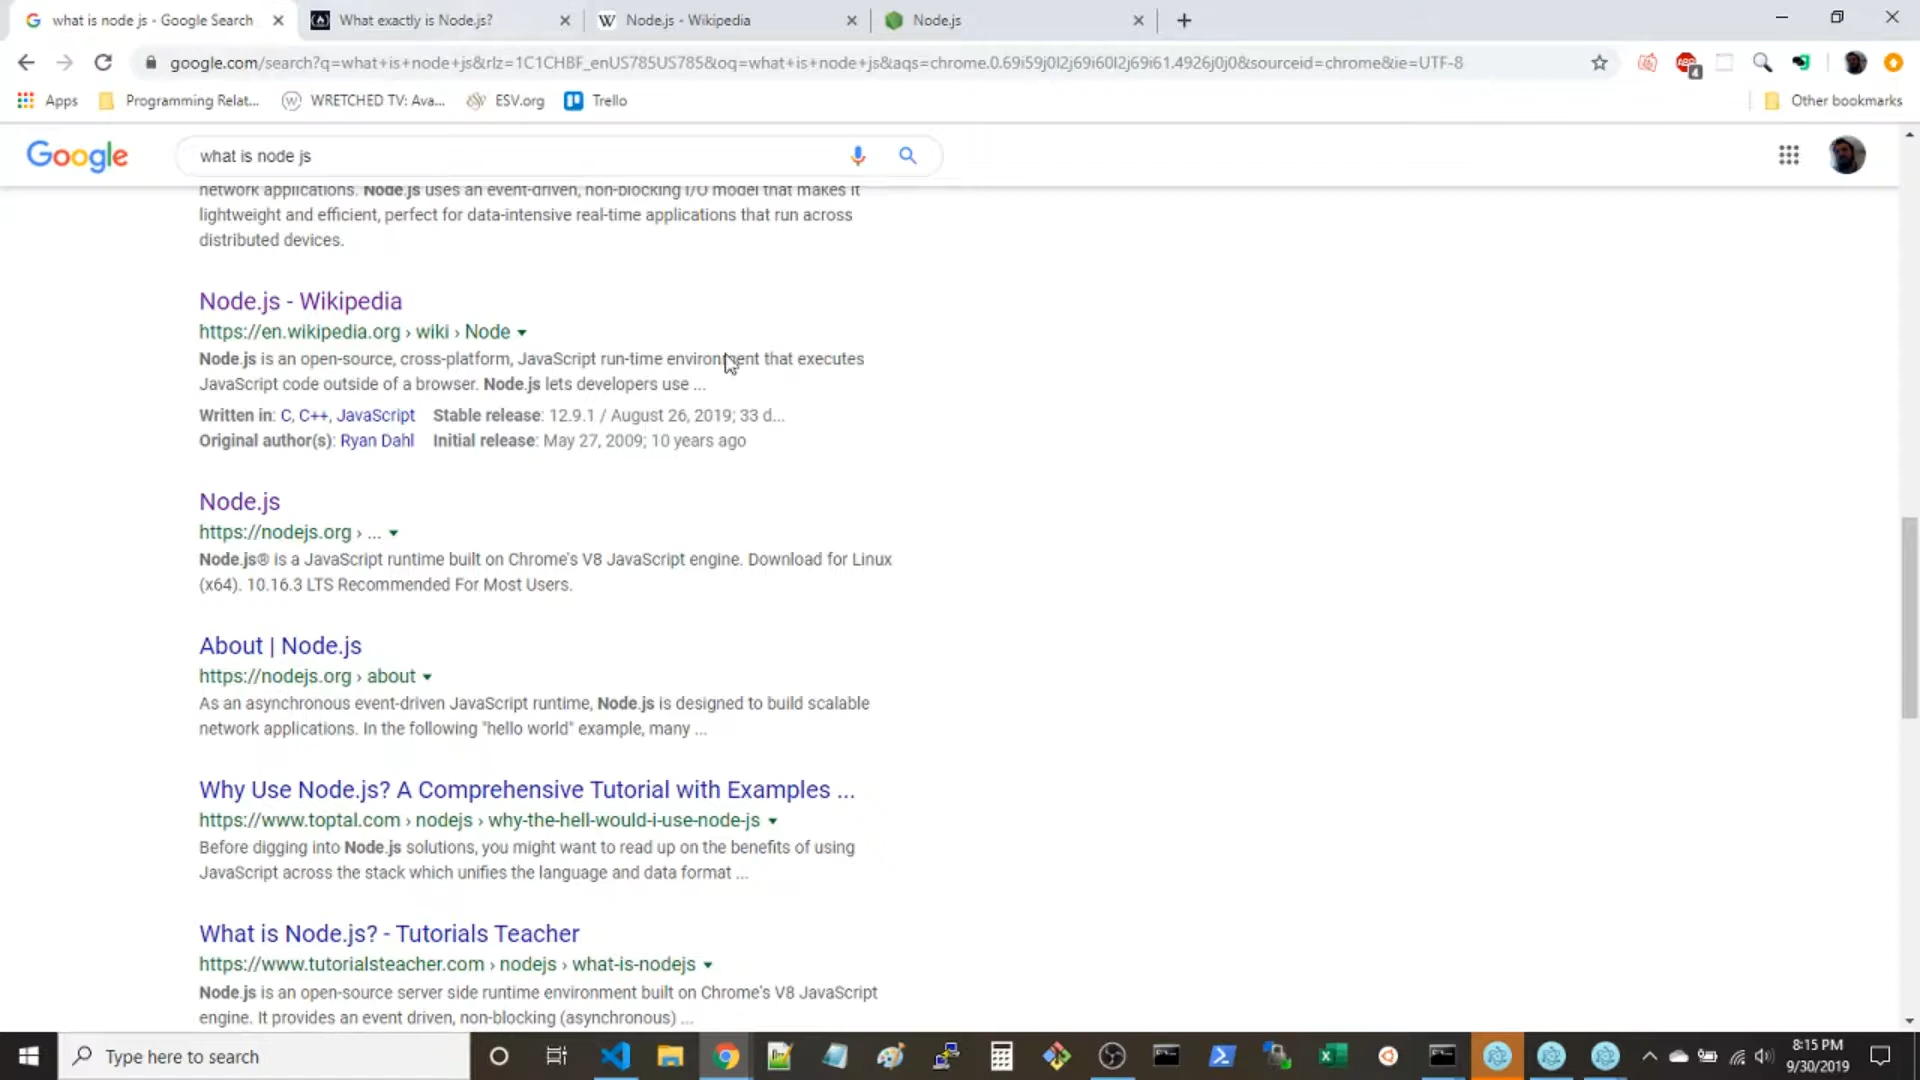 what is node js - Google Search
What exactly is Node.js?
W Node.js - Wikipedia
Node.js
google.com/search?q=what+is+node+js&rlz=1C1CHBF_enUS785US785&oq=what+is+node+js&aqs=chrome.0.69i59j0l2j69i60l2j69i61.4926j0j0&sourceid=chrome&ie=UTF-8
4
Apps
Programming Relat...
WRETCHED TV: Ava...
ESV.org
Trello
Other bookmarks
Google
what is node js
network applications. Node.js uses an event-driven, non-blocking I/O model that makes it
lightweight and efficient, perfect for data-intensive real-time applications that run across
distributed devices.
Node.js - Wikipedia
https://en.wikipedia.org › wiki › Node
Node.js is an open-source, cross-platform, JavaScript run-time environment that executes
JavaScript code outside of a browser. Node.js lets developers use ...
Written in: C, C++, JavaScript Stable release: 12.9.1 / August 26, 2019; 33 d...
Original author(s): Ryan Dahl Initial release: May 27, 2009; 10 years ago
Node.js
https://nodejs.org › ...
Node.js® is a JavaScript runtime built on Chrome's V8 JavaScript engine. Download for Linux
(x64). 10.16.3 LTS Recommended For Most Users.
About | Node.js
https://nodejs.org › about
As an asynchronous event-driven JavaScript runtime, Node.js is designed to build scalable
network applications. In the following "hello world" example, many ...
Why Use Node.js? A Comprehensive Tutorial with Examples ...
https://www.toptal.com › nodejs › why-the-hell-would-i-use-node-js
Before digging into Node.js solutions, you might want to read up on the benefits of using
JavaScript across the stack which unifies the language and data format ...
What is Node.js? - Tutorials Teacher
https://www.tutorialsteacher.com › nodejs › what-is-nodejs
Node.js is an open-source server side runtime environment built on Chrome's V8 JavaScript
engine. It provides an event driven, non-blocking (asynchronous) ...
Type here to search
8:15 PM
9/30/2019